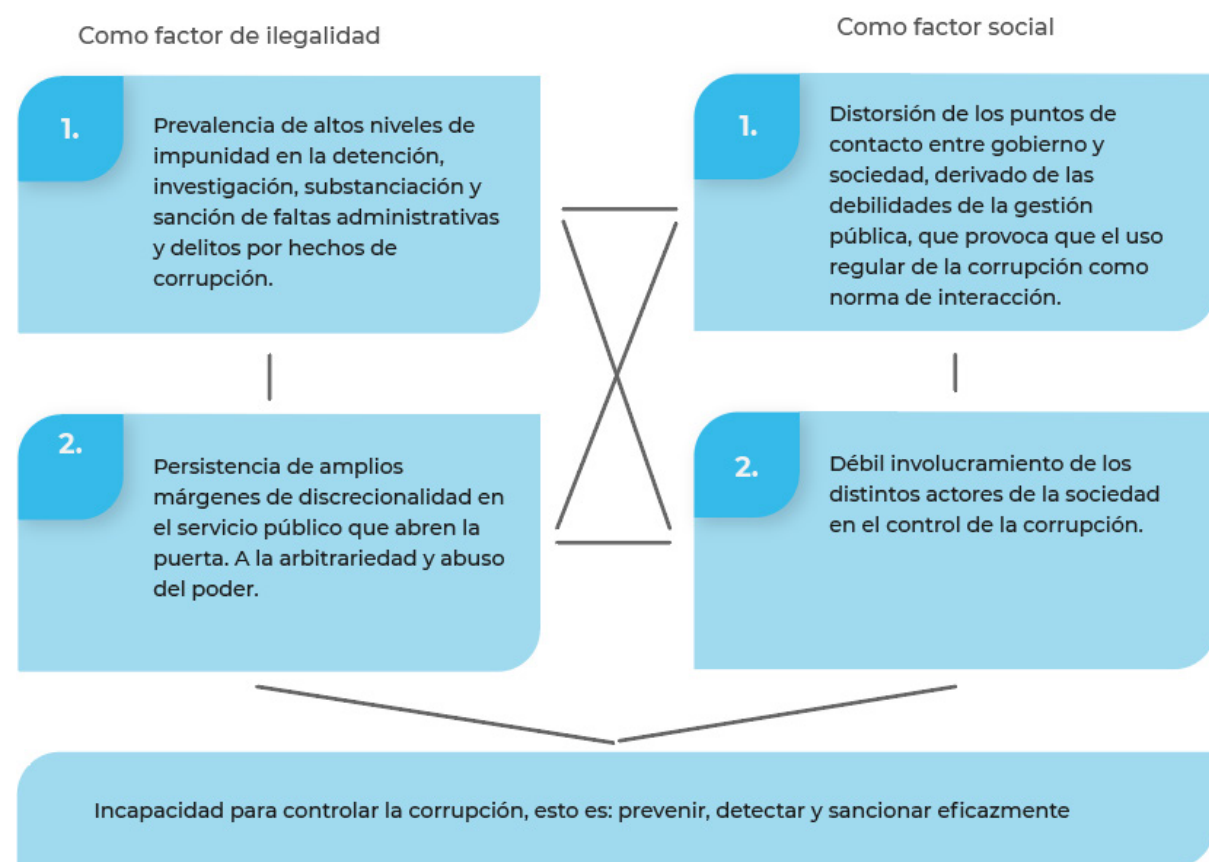 Como factor de ilegalidad
1.
Prevalencia de altos niveles de
impunidad en la detención,
investigación, substanciación y
sanción de faltas administrativas
y delitos por hechos de
corrupción.
2.
Persistencia de amplios
márgenes de discrecionalidad en
el servicio público que abren la
puerta. A la arbitrariedad y abuso
del poder.
Como factor social
1.
Distorsión de los puntos de
contacto entre gobierno y
sociedad, derivado de las
debilidades de la gestión
pública, que provoca que el uso
regular de la corrupción como
norma de interacción.
2.
Débil involucramiento de los
distintos actores de la sociedad
en el control de la corrupción.
Incapacidad para controlar la corrupción, esto es: prevenir, detectar y sancionar eficazmente